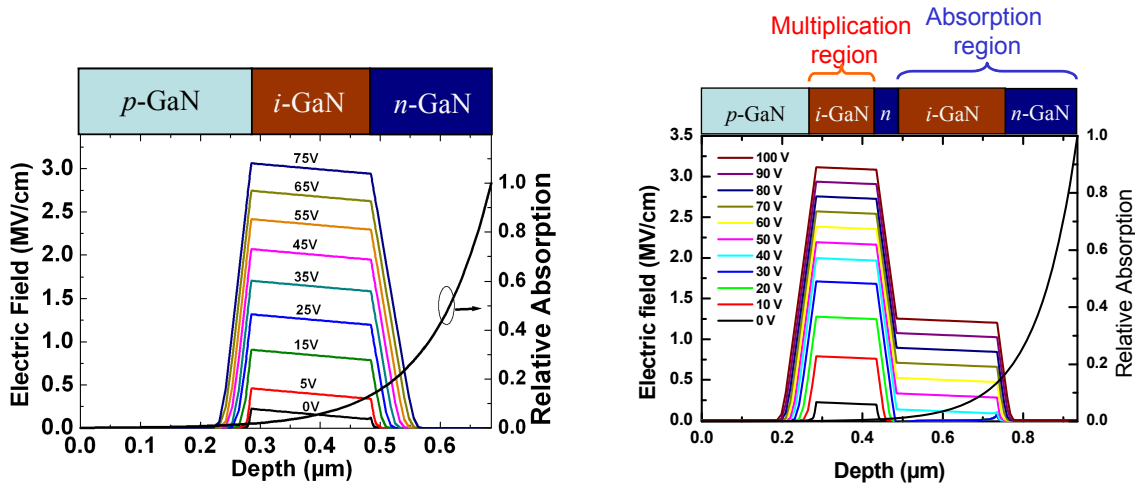 p-GaN
i-GaN
n-GaN
75V
65V
55V
45V
35V
25V
15V
5V
0V
3.0
2.5
2.0
1.5
1.0
0.5
0.0
Electric Field (MV/cm)
1.0
0.8
0.6
0.4
0.2
0.0
Relative Absorption
0.0 0.1 0.2 0.3 0.4 0.5 0.6
Depth (µm)
Multiplication
region
Absorption
region
p-GaN
i-GaN
n
i-GaN
n-GaN
100 V
90 V
80 V
70 V
60 V
50 V
40 V
30 V
20 V
10 V
0 V
3.5
3.0
2.5
2.0
1.5
1.0
0.5
0.0
Electric field (MV/cm)
1.0
0.8
0.6
0.4
0.2
0.0
Relative Absorption
0.0 0.2 0.4 0.6 0.8
Depth (µm)